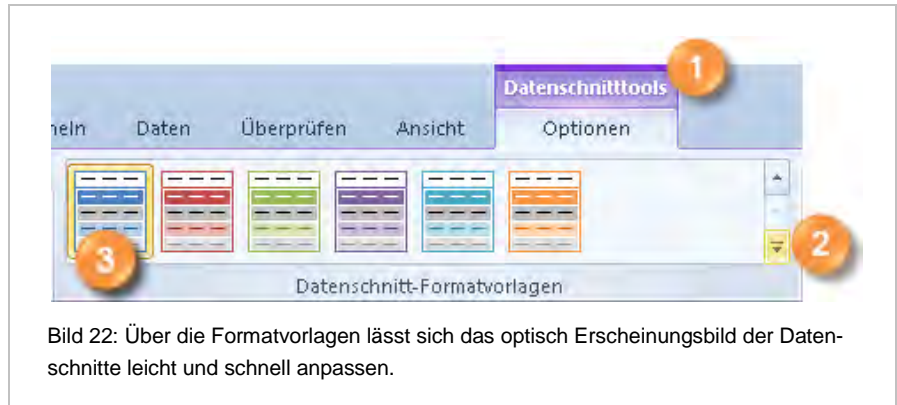 1
Datenschnitttools
neln Daten Überprüfen Ansicht Optionen
2
3
Datenschnitt-Formatvorlagen
Bild 22: Über die Formatvorlagen lässt sich das optisch Erscheinungsbild der Daten-
schnitte leicht und schnell anpassen.